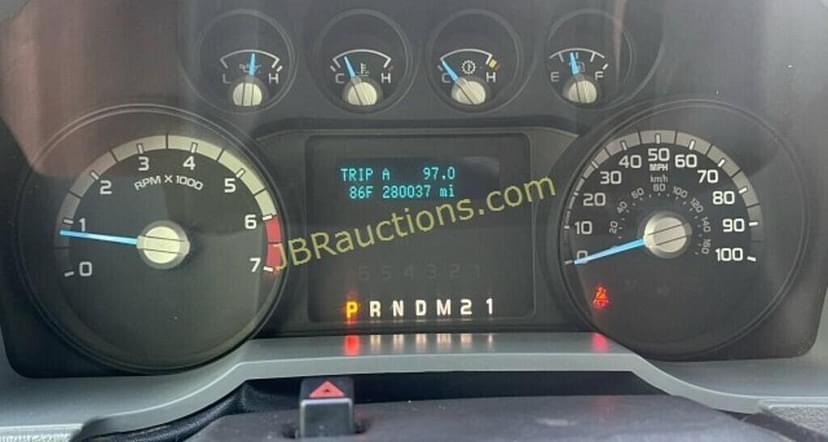 L H
C H
C H
E F
0 1 2 3 4 5 6 7
RPM X 1000
TRIP A 97.0
86F 280037 mi
JBRauctions.com
6 5 4 3 2 1
P R N D M 2 1
0 10 20 30 40 50 60 70 80 90 100
MPH
km/h
20 40 60 80 100 120 140 160